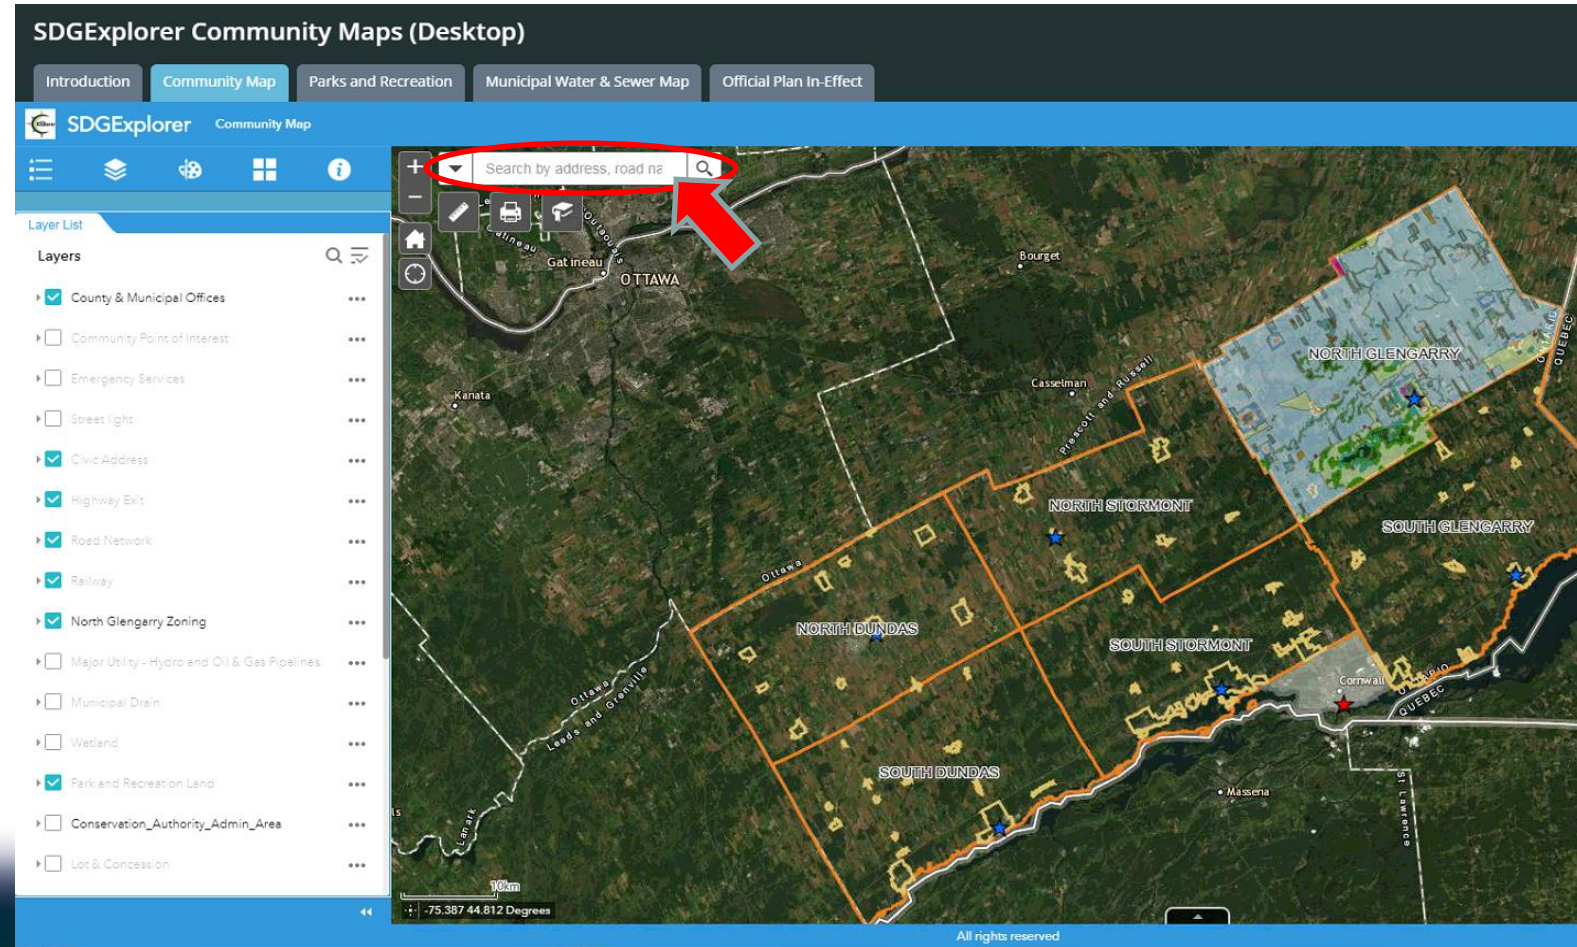 SDGExplorer Community Maps (Desktop)
Introduction
Community Map
Parks and Recreation
Municipal Water & Sewer Map
Official Plan In-Effect
SDGExplorer
Community Map
Search by address, road na
Layer List
Layers
County & Municipal Offices
Community Point of Interest
Emergency Services
Street light
Civic Address
Highway Exit
Road Network
Railway
North Glengarry Zoning
Major Utility - Hydro and Oil & Gas Pipelines
Municipal Drain
Wetland
Park and Recreation Land
Conservation_Authority_Admin_Area
Lot & Concession
Outaouais
Gatineau
Gatineau
OTTAWA
Bourget
ONTARIO
QUEBEC
NORTH GLENGARRY
Kanata
Casselman
Prescott and Russell
NORTH STORMONT
SOUTH GLENGARRY
Ottawa
NORTH DUNDAS
SOUTH STORMONT
Cornwall
ONTARIO
QUEBEC
Ottawa
Leeds and Grenville
SOUTH DUNDAS
Massena
St Lawrence
ls
Lanark
10km
-75.387 44.812 Degrees
All rights reserved